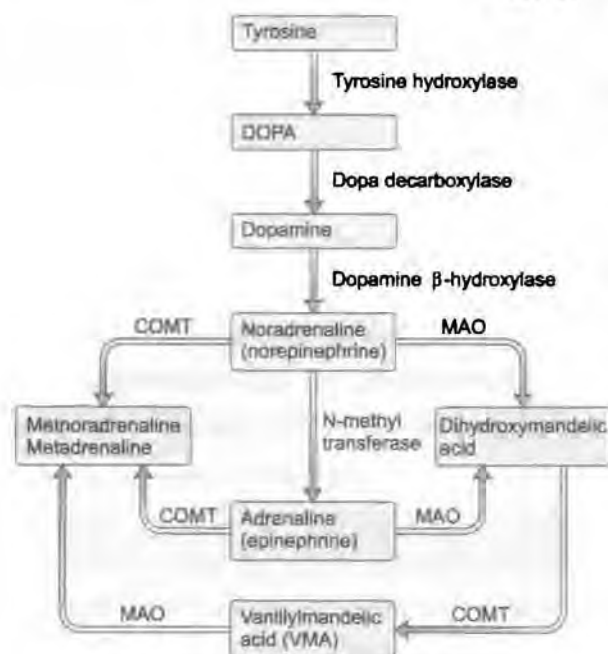 Tyrosine
Tyrosine hydroxylase
DOPA
Dopa decarboxylase
Dopamine
Dopamine β-hydroxylase
COMT
Noradrenaline
(norepinephrine)
MAO
Metnoradrenaline
Metadrenaline
N-methyl
transferase
Dihydroxymandelic
acid
COMT
Adrenaline
(epinephrine)
MAO
MAO
Vanillylmandelic
acid (VMA)
COMT